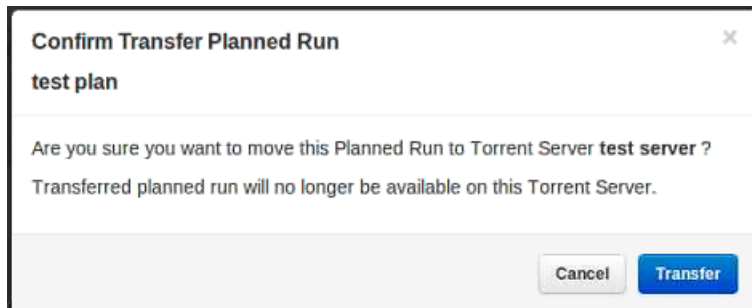 Confirm Transfer Planned Run
test plan
Are you sure you want to move this Planned Run to Torrent Server test server ?
Transferred planned run will no longer be available on this Torrent Server.
Cancel
Transfer